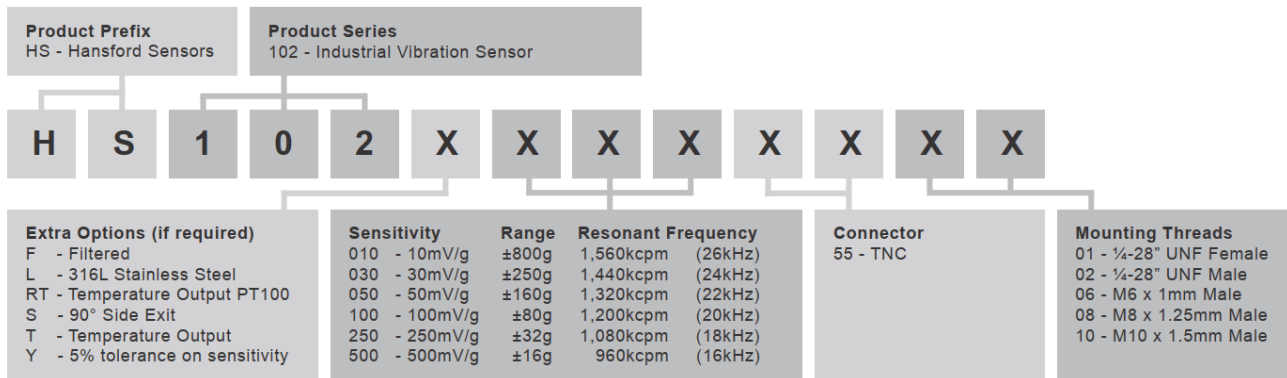 Product Prefix
HS - Hansford Sensors
Product Series
102 - Industrial Vibration Sensor
H S 1 0 2 X X X X X X X X
Extra Options (if required)
F - Filtered
L - 316L Stainless Steel
RT - Temperature Output PT100
S - 90° Side Exit
T - Temperature Output
Y - 5% tolerance on sensitivity
Sensitivity Range Resonant Frequency
010 - 10mV/g ±800g 1,560kcpm (26kHz)
030 - 30mV/g ±250g 1,440kcpm (24kHz)
050 - 50mV/g ±160g 1,320kcpm (22kHz)
100 - 100mV/g ±80g 1,200kcpm (20kHz)
250 - 250mV/g ±32g 1,080kcpm (18kHz)
500 - 500mV/g ±16g 960kcpm (16kHz)
Connector
55 - TNC
Mounting Threads
01 - ¼-28” UNF Female
02 - ¼-28” UNF Male
06 - M6 x 1mm Male
08 - M8 x 1.25mm Male
10 - M10 x 1.5mm Male